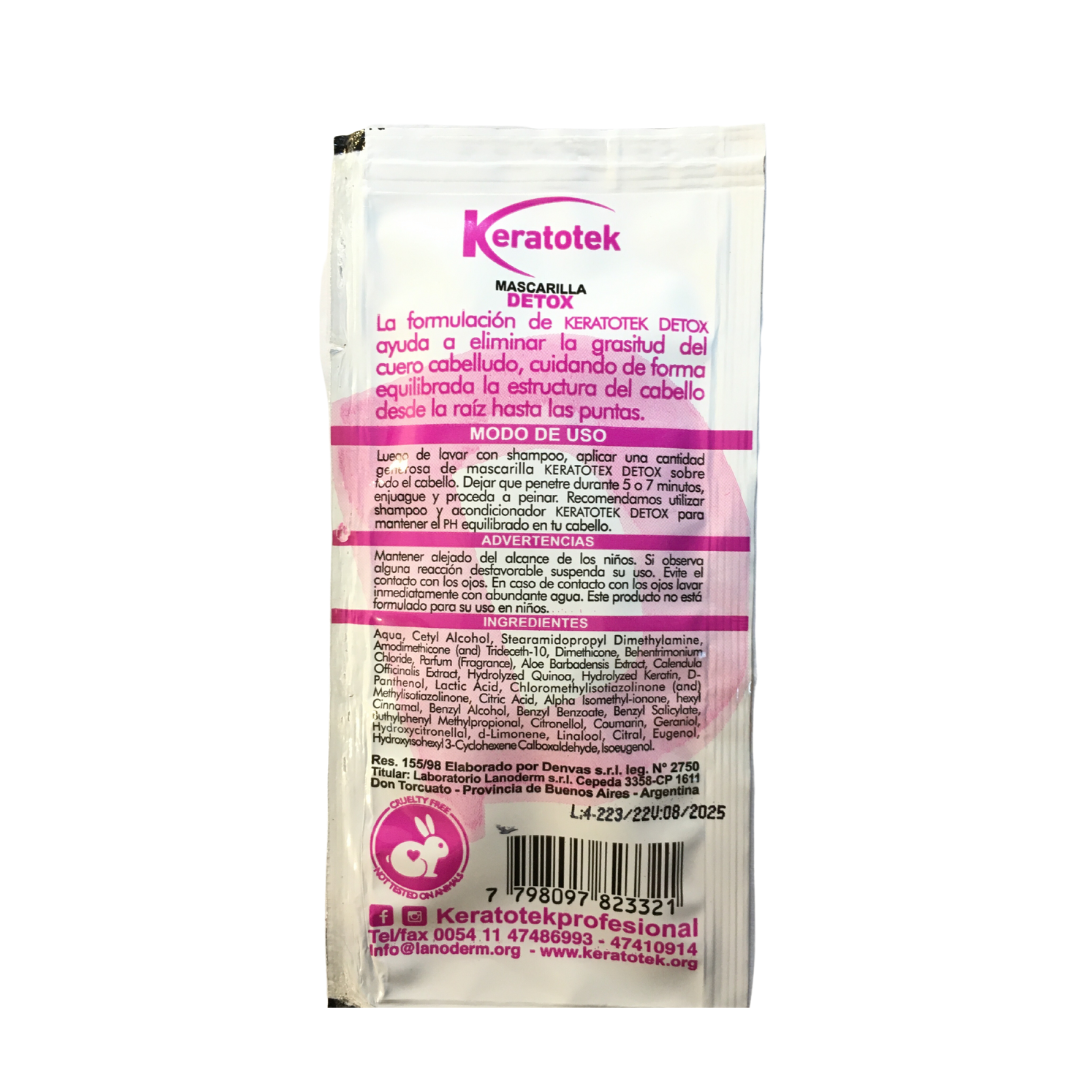 Keratotek
MASCARILLA
DETOX
La formulación de KERATOTEK DETOX
ayuda a eliminar la grasitud del
cuero cabelludo, cuidando de forma
equilibrada la estructura del cabello
desde la raíz hasta las puntas.
MODO DE USO
Luego de lavar con shampoo, aplicar una cantidad
generosa de mascarilla KERATOTEX DETOX sobre
todo el cabello. Dejar que penetre durante 5 o 7 minutos,
enjuague y proceda a peinar. Recomendamos utilizar
shampoo y acondicionador KERATOTEK DETOX para
mantener el PH equilibrado en tu cabello.
ADVERTENCIAS
Mantener alejado del alcance de los niños. Si observa
alguna reacción desfavorable suspenda su uso. Evite el
contacto con los ojos. En caso de contacto con los ojos lavar
inmediatamente con abundante agua. Este producto no está
formulado para su uso en niños.
INGREDIENTES
Aqua, Cetyl Alcohol, Stearamidopropyl Dimethylamine,
Amodimethicone (and) Trideceth-10, Dimethicone, Behentrimonium
Chloride, Parfum (Fragrance), Aloe Barbadensis Extract, Calendula
Officinalis Extract, Hydrolyzed Quinoa, Hydrolyzed Keratin, D-
Panthenol, Lactic Acid, Chloromethylisotiazolinone (and)
Methylisotiazolinone, Citric Acid, Alpha Isomethyl-ionone, hexyl
Cinnamal, Benzyl Alcohol, Benzyl Benzoate, Benzyl Salicylate,
Buthylphenyl Methylpropional, Citronellol, Coumarin, Geraniol,
Hydroxycitronellal, d-Limonene, Linalool, Citral, Eugenol,
Hydroxyisohexyl 3-Cyclohexene Calboxaldehyde, Isoeugenol.
Res. 155/98 Elaborado por Denvas s.r.l. leg. N° 2750
Titular: Laboratorio Lanoderm s.r.l. Cepeda 3358-CP 1611
Don Torcuato - Provincia de Buenos Aires - Argentina
L:4-223/22V:08/2025
CRUELTY FREE
NOT TESTED ON ANIMALS
7 798097 823321
Keratotekprofesional
Tel/fax 0054 11 47486993 - 47410914
Info@lanoderm.org - www.keratotek.org